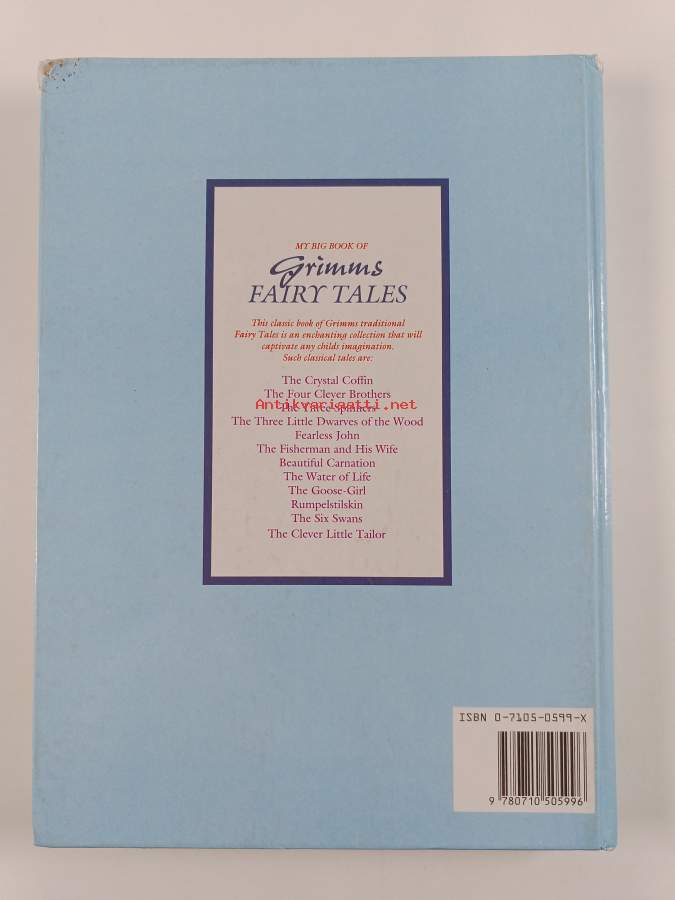 MY BIG BOOK OF
Grimms
FAIRY TALES
This classic book of Grimms traditional
Fairy Tales is an enchanting collection that will
captivate any childs imagination.
Such classical tales are:
The Crystal Coffin
The Four Clever Brothers
Antikvariaatti.net
The Three Spinners
The Three Little Dwarves of the Wood
Fearless John
The Fisherman and His Wife
Beautiful Carnation
The Water of Life
The Goose-Girl
Rumpelstilskin
The Six Swans
The Clever Little Tailor
ISBN 0-7105-0599-X
9 780710 505996